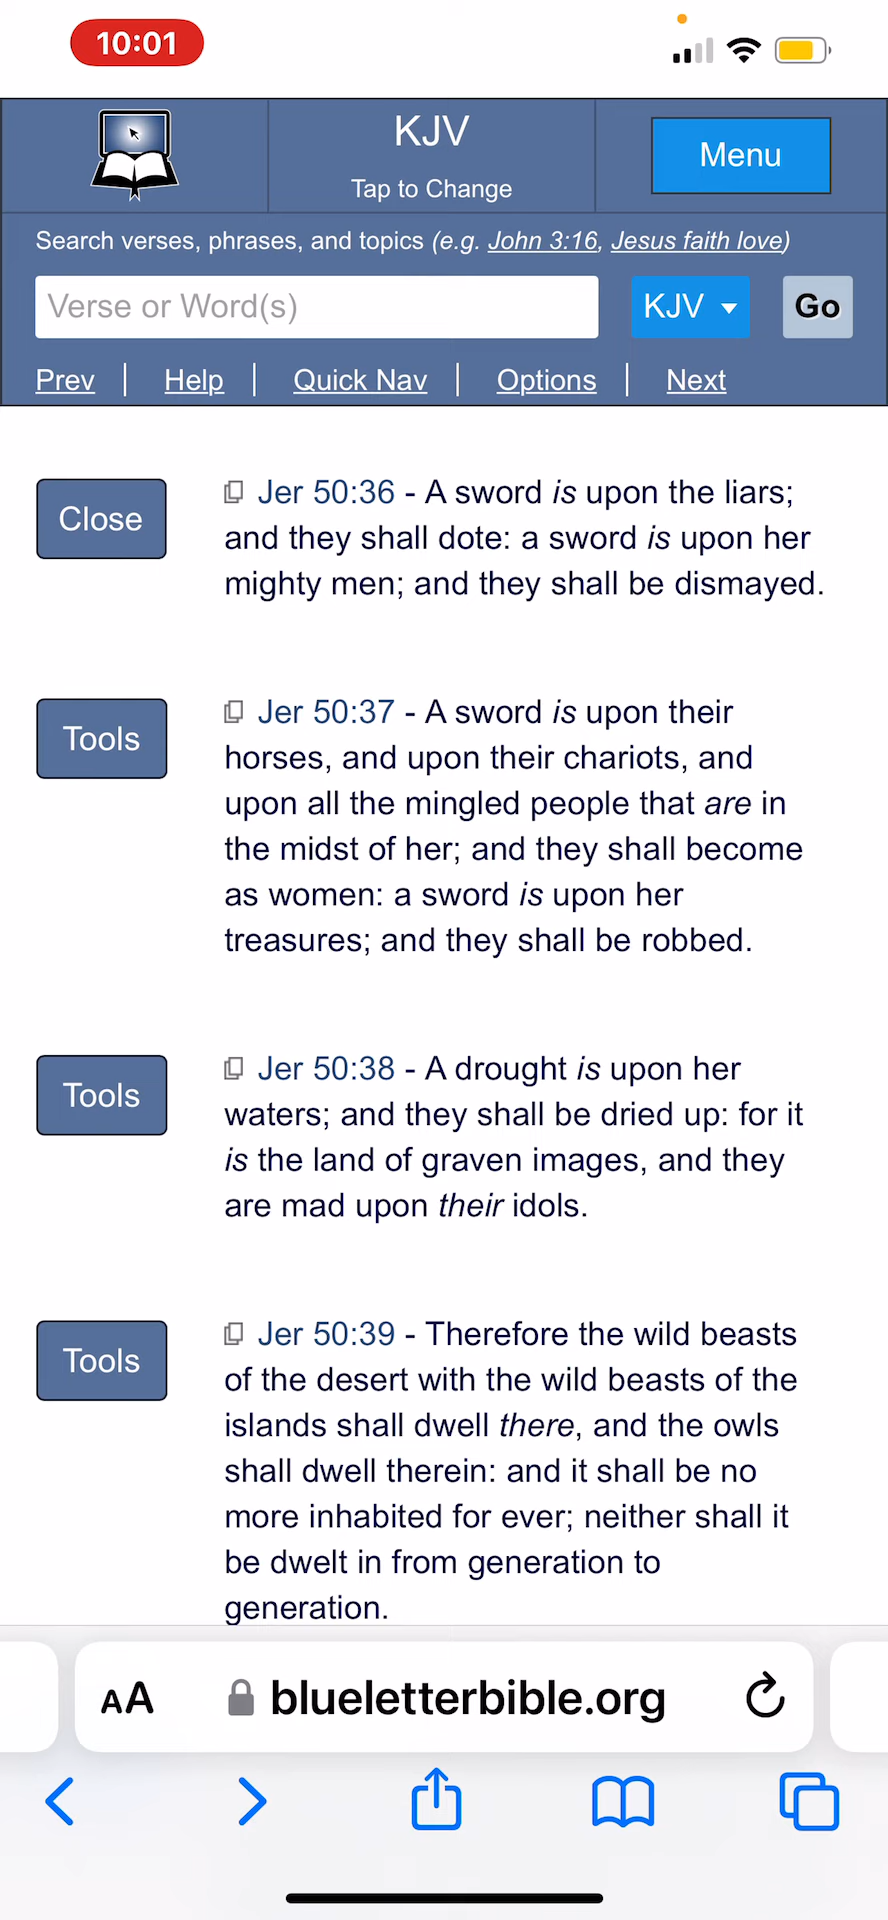 10:01
KJV
Tap to Change
Menu
Search verses, phrases, and topics (e.g. John 3:16, Jesus faith love)
Verse or Word(s)
KJV
Go
Prev | Help | Quick Nav | Options | Next
Close
Jer 50:36 - A sword is upon the liars;
and they shall dote: a sword is upon her
mighty men; and they shall be dismayed.
Tools
Jer 50:37 - A sword is upon their
horses, and upon their chariots, and
upon all the mingled people that are in
the midst of her; and they shall become
as women: a sword is upon her
treasures; and they shall be robbed.
Tools
Jer 50:38 - A drought is upon her
waters; and they shall be dried up: for it
is the land of graven images, and they
are mad upon their idols.
Tools
Jer 50:39 - Therefore the wild beasts
of the desert with the wild beasts of the
islands shall dwell there, and the owls
shall dwell therein: and it shall be no
more inhabited for ever; neither shall it
be dwelt in from generation to
generation.
AA
blueletterbible.org